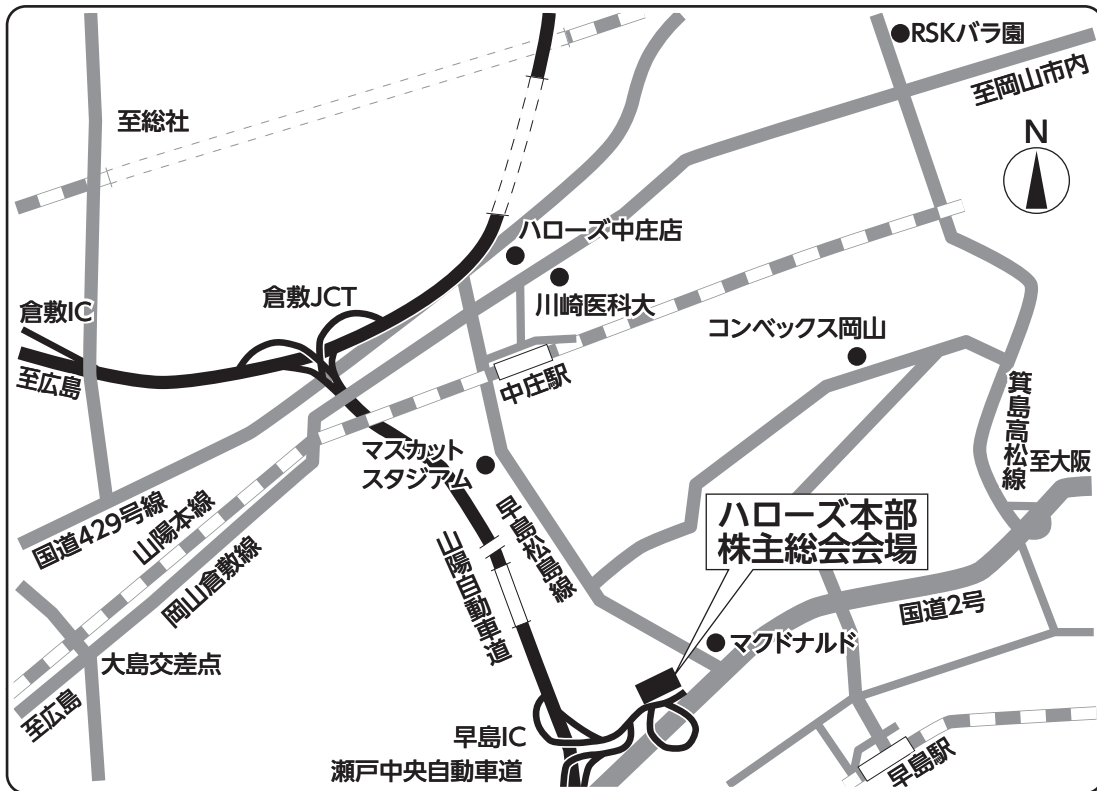 RSKバラ園
至岡山市内
至総社
N
ハローズ中庄店
川崎医科大
倉敷JCT
倉敷IC
至広島
コンベックス岡山
中庄駅
箕島高松線
至大阪
マスカット
スタジアム
早島松島線
ハローズ本部
株主総会会場
国道429号線
山陽本線
岡山倉敷線
山陽自動車道
国道2号
マクドナルド
大島交差点
至広島
早島IC
瀬戸中央自動車道
早島駅